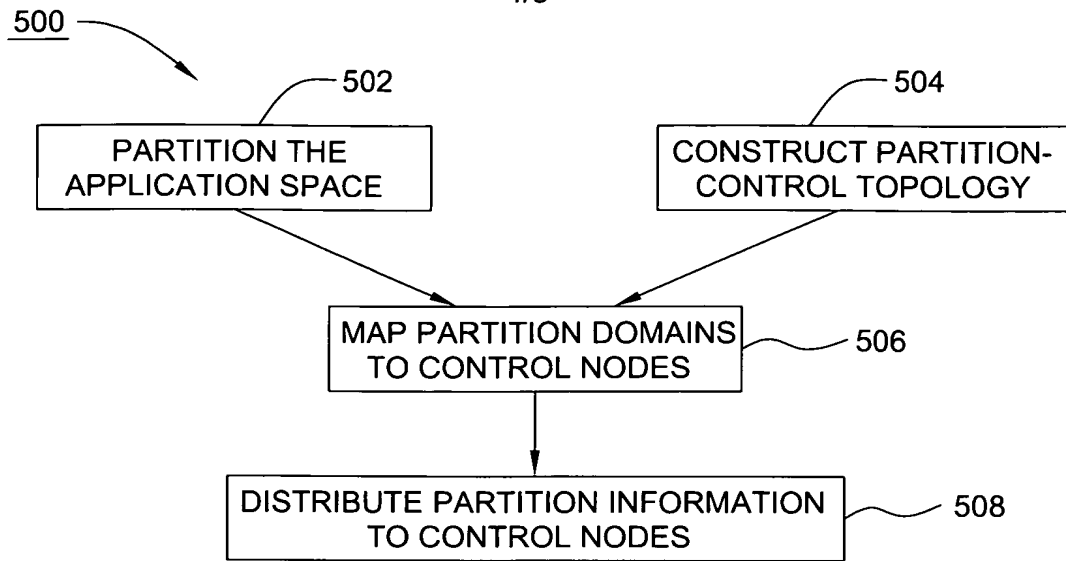 500
502
504
PARTITION THE
APPLICATION SPACE
CONSTRUCT PARTITION-
CONTROL TOPOLOGY
MAP PARTITION DOMAINS
TO CONTROL NODES
506
DISTRIBUTE PARTITION INFORMATION
TO CONTROL NODES
508